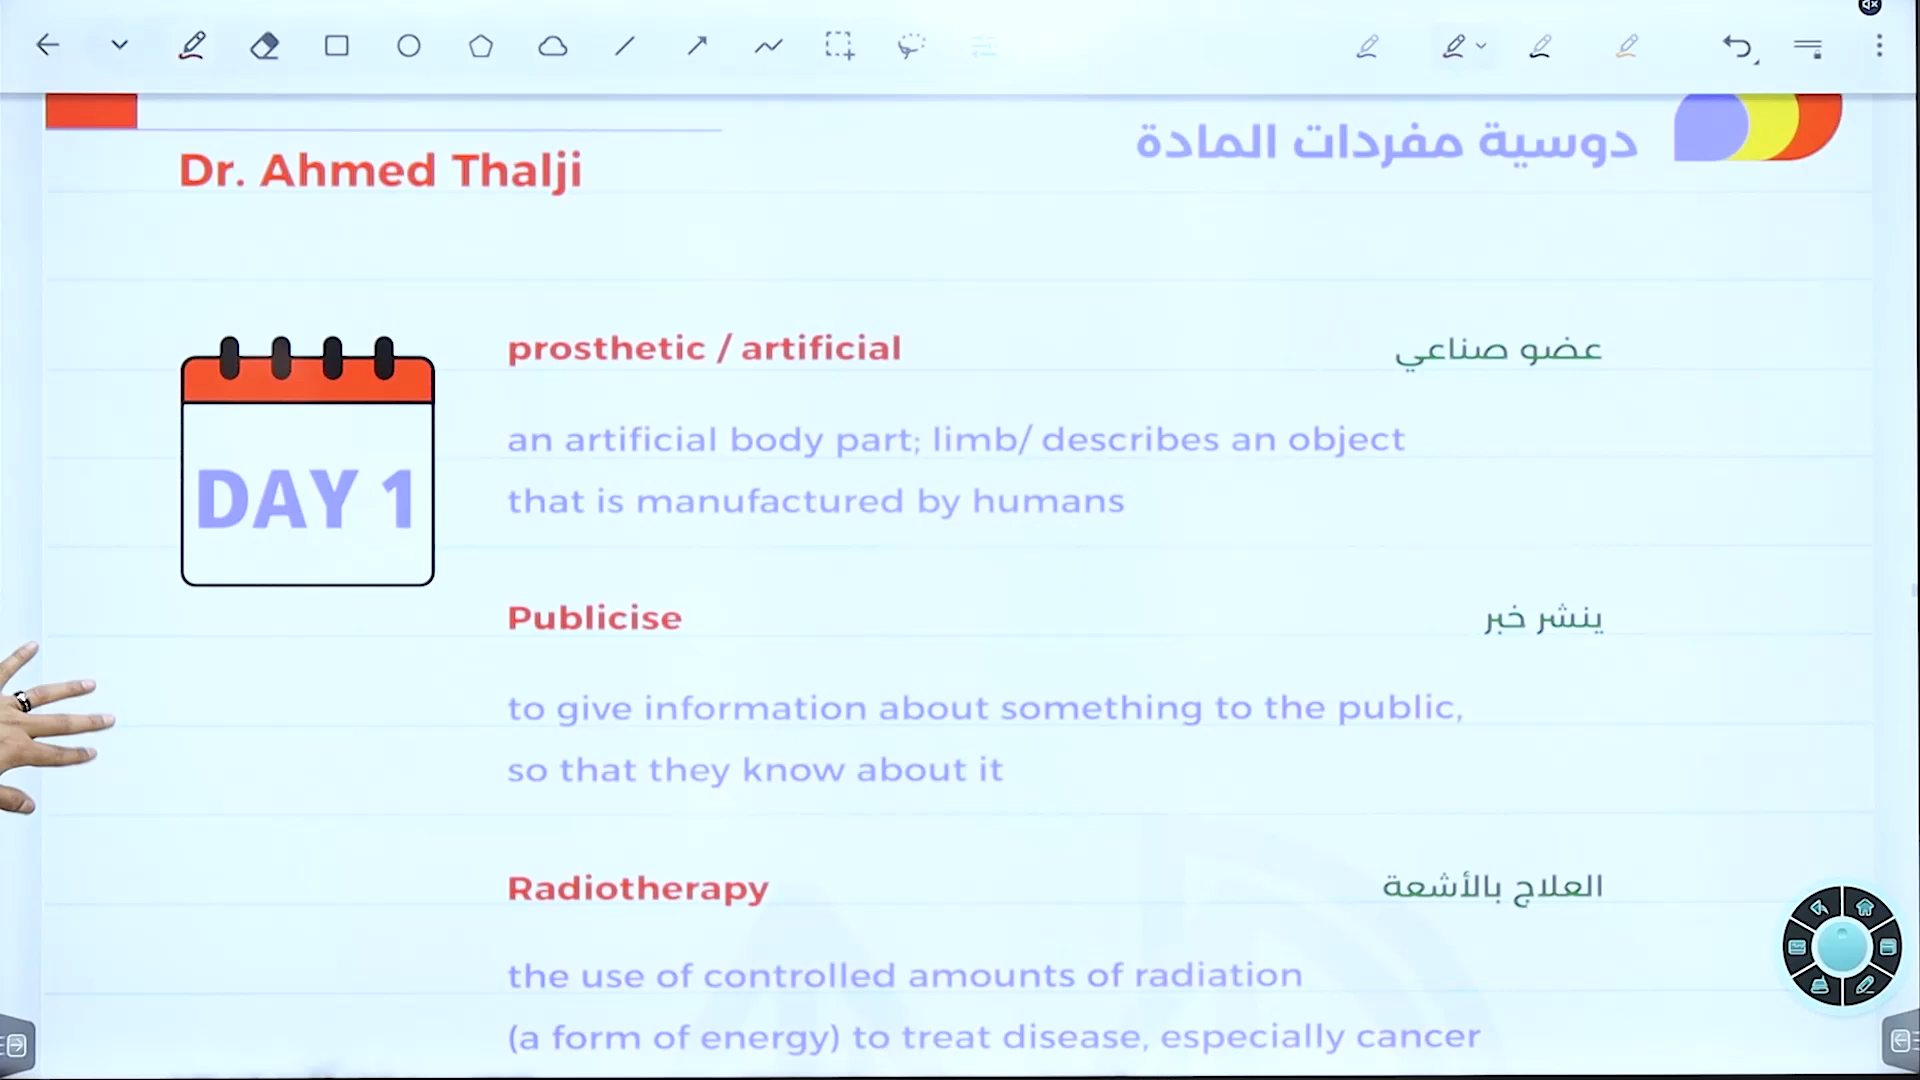 Dr. Ahmed Thalji
دوسية مفردات المادة
DAY 1
prosthetic / artificial
عضو صناعي
an artificial body part; limb/ describes an object
that is manufactured by humans
Publicise
ينشر خبر
to give information about something to the public,
so that they know about it
Radiotherapy
العلاج بالأشعة
the use of controlled amounts of radiation
(a form of energy) to treat disease, especially cancer